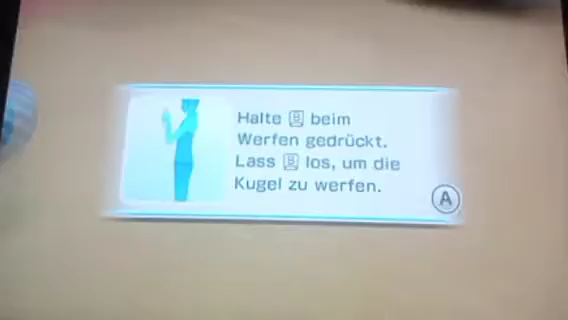 Halte B beim
Werfen gedrückt.
Lass B los, um die
Kugel zu werfen.
A